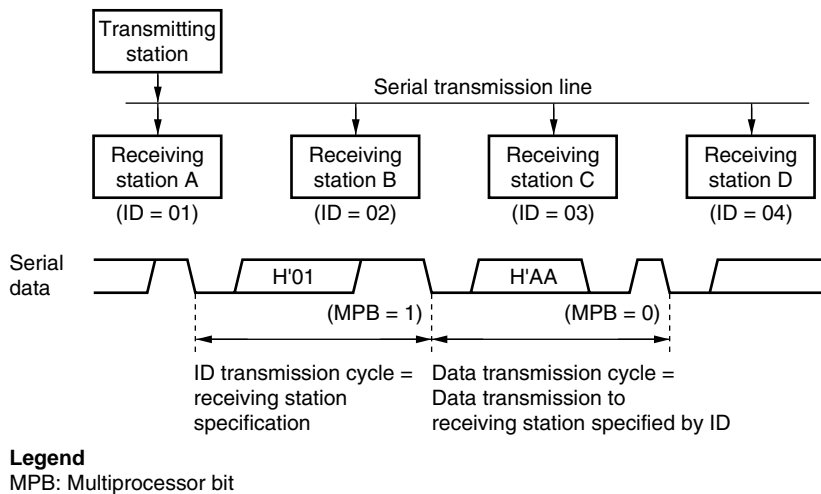 Transmitting
station
Serial transmission line
Receiving
station A
Receiving
station B
Receiving
station C
Receiving
station D
(ID = 01)
(ID = 02)
(ID = 03)
(ID = 04)
Serial
data
H'01
H'AA
(MPB = 1)
(MPB = 0)
ID transmission cycle =
receiving station
specification
Data transmission cycle =
Data transmission to
receiving station specified by ID
Legend
MPB: Multiprocessor bit